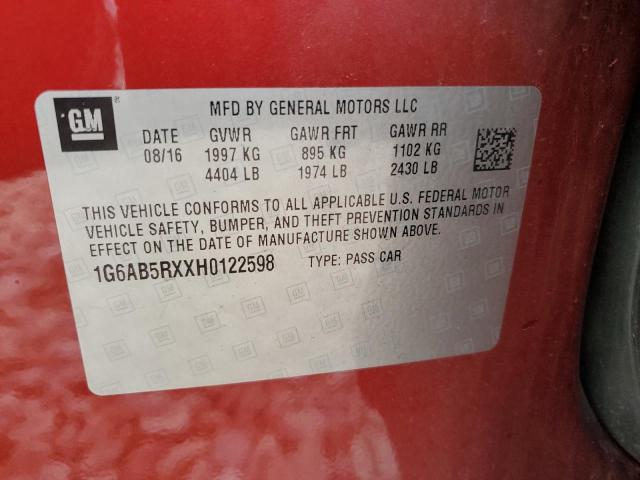 GM ® MFD BY GENERAL MOTORS LLC
DATE GVWR GAWR FRT GAWR RR
08/16 1997 KG 895 KG 1102 KG
4404 LB 1974 LB 2430 LB
THIS VEHICLE CONFORMS TO ALL APPLICABLE U.S. FEDERAL MOTOR
VEHICLE SAFETY, BUMPER, AND THEFT PREVENTION STANDARDS IN
EFFECT ON THE DATE OF MANUFACTURE SHOWN ABOVE.
1G6AB5RXXH0122598 TYPE: PASS CAR